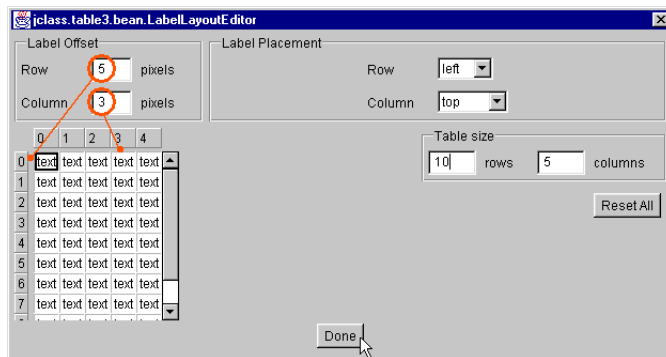 jclass.table3.bean.LabelLayoutEditor
Label Offset
Row 5 pixels
Column 3 pixels
Label Placement
Row left
Column top
Table size
10 rows 5 columns
Reset All
0 1 2 3 4
0 text text text text text
1 text text text text text
2 text text text text text
3 text text text text text
4 text text text text text
5 text text text text text
6 text text text text text
7 text text text text text
Done